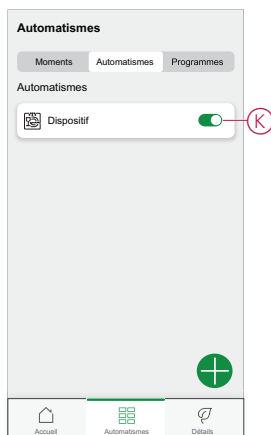 Automatismes
Moments Automatismes Programmes
Automatismes
Dispositif
K
Accueil Automatismes Détails